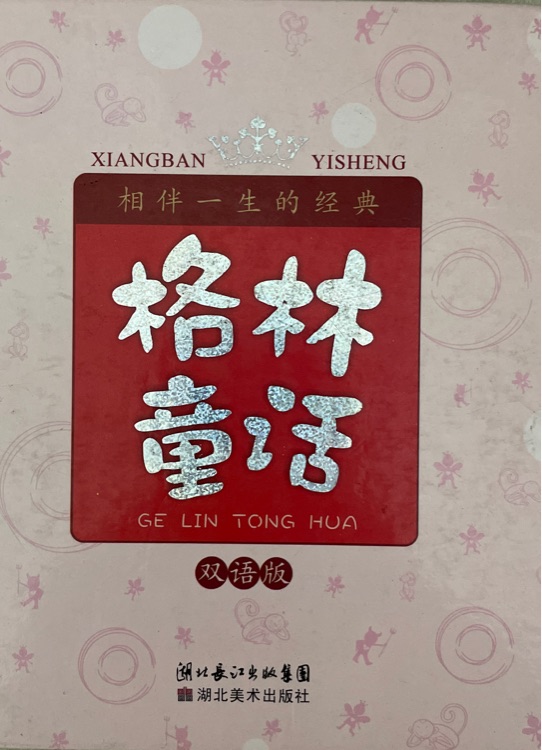 XIANGBAN YISHENG
相伴一生的经典
格林
童话
GE LIN TONG HUA
双语版
湖北长江出版集团
湖北美术出版社